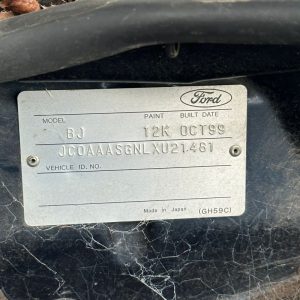 Ford
MODEL PAINT BUILT DATE
BJ 12K OCT99
JC0AAASGNLXU21461
VEHICLE ID. NO.
Made in Japan (GH59C)